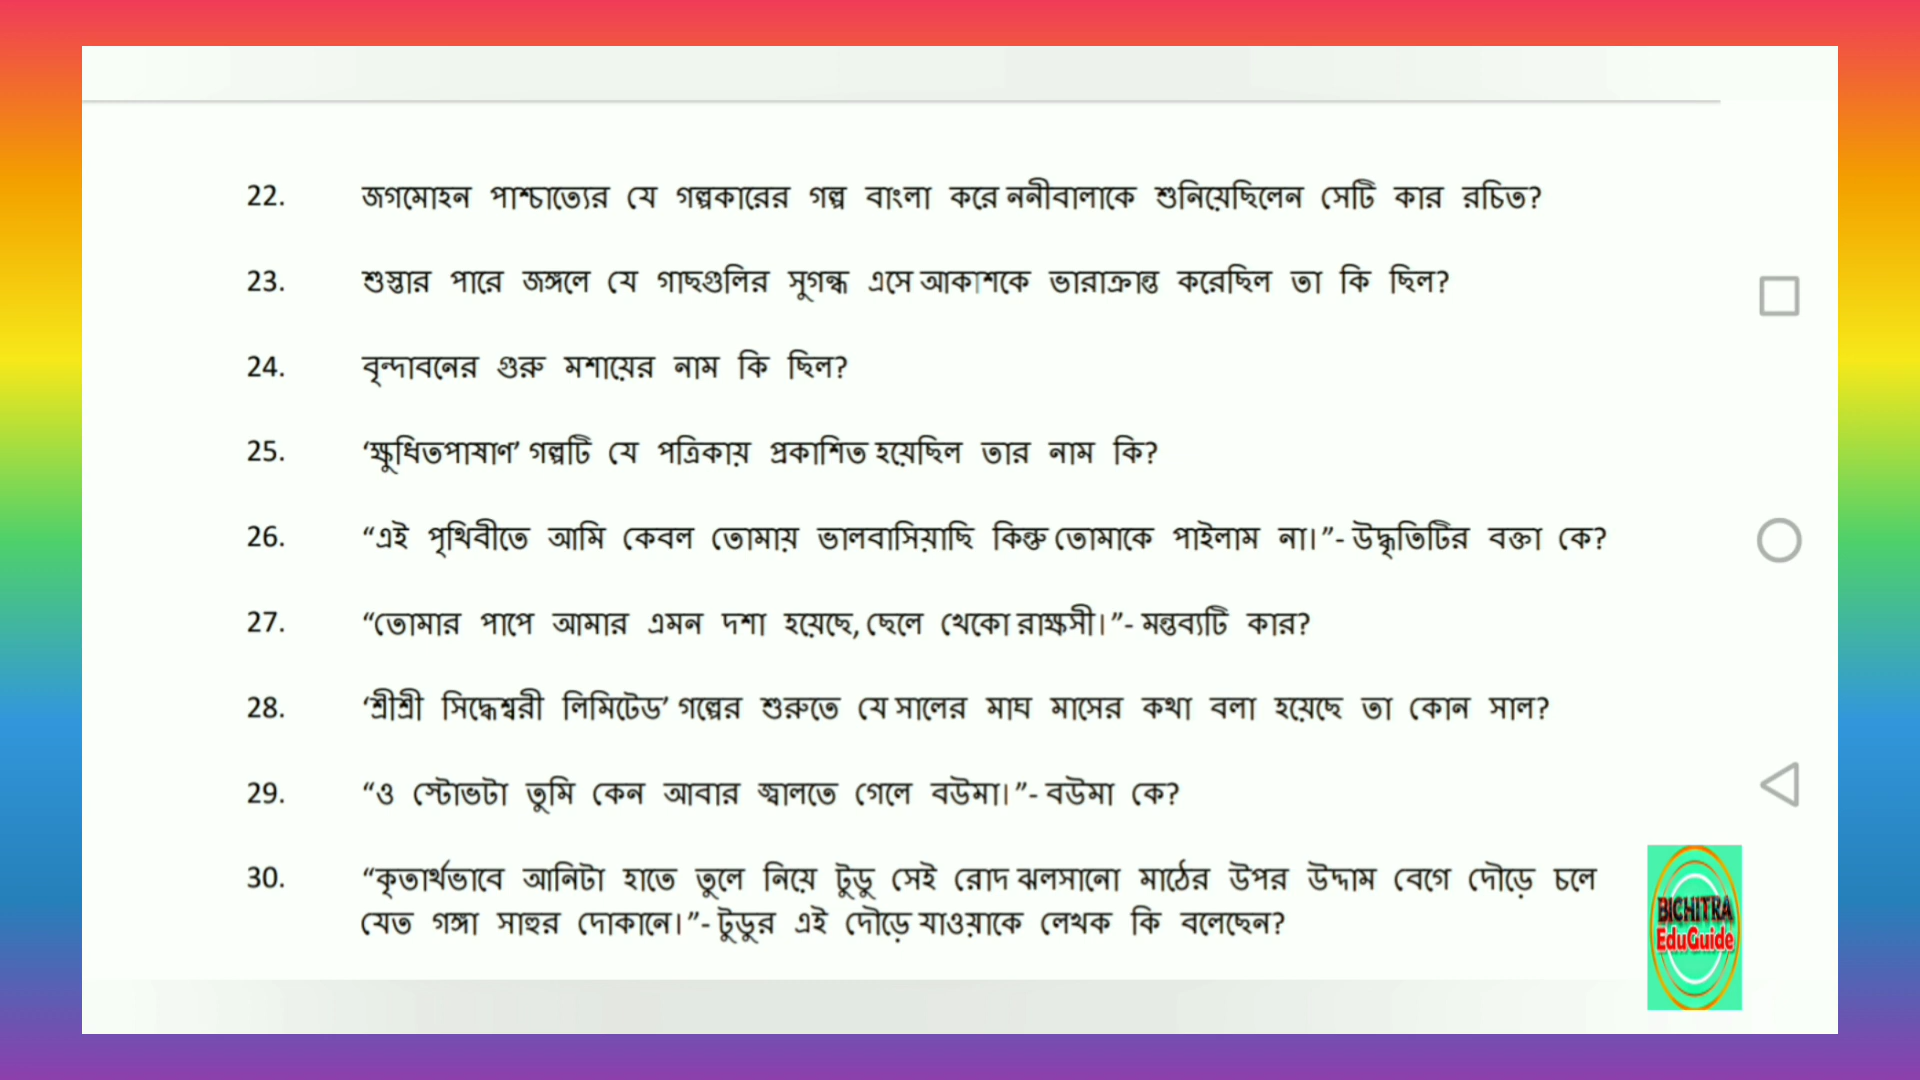 22. জগমোহন পাশ্চাত্যের যে গল্পকারের গল্প বাংলা করে ননীবালাকে শুনিয়েছিলেন সেটি কার রচিত?
23. শুস্তার পারে জঙ্গলে যে গাছগুলির সুগন্ধ এসে আকাশকে ভারাক্রান্ত করেছিল তা কি ছিল?
24. বৃন্দাবনের গুরু মশায়ের নাম কি ছিল?
25. ‘ক্ষুধিতপাষাণ’ গল্পটি যে পত্রিকায় প্রকাশিত হয়েছিল তার নাম কি?
26. “এই পৃথিবীতে আমি কেবল তোমায় ভালবাসিয়াছি কিন্তু তোমাকে পাইলাম না।”- উদ্ধৃতিটির বক্তা কে?
27. “তোমার পাপে আমার এমন দশা হয়েছে, ছেলে খেকো রাক্ষসী।”- মন্তব্যটি কার?
28. ‘শ্রীশ্রী সিদ্ধেশ্বরী লিমিটেড’ গল্পের শুরুতে যে সালের মাঘ মাসের কথা বলা হয়েছে তা কোন সাল?
29. “ও স্টোভটা তুমি কেন আবার জ্বালতে গেলে বউমা।”- বউমা কে?
30. “কৃতার্থভাবে আনিটা হাতে তুলে নিয়ে টুডু সেই রোদ ঝলসানো মাঠের উপর উদ্দাম বেগে দৌড়ে চলে
যেত গঙ্গা সাহুর দোকানে।”- টুডুর এই দৌড়ে যাওয়াকে লেখক কি বলেছেন?
BICHITRA
EduGuide